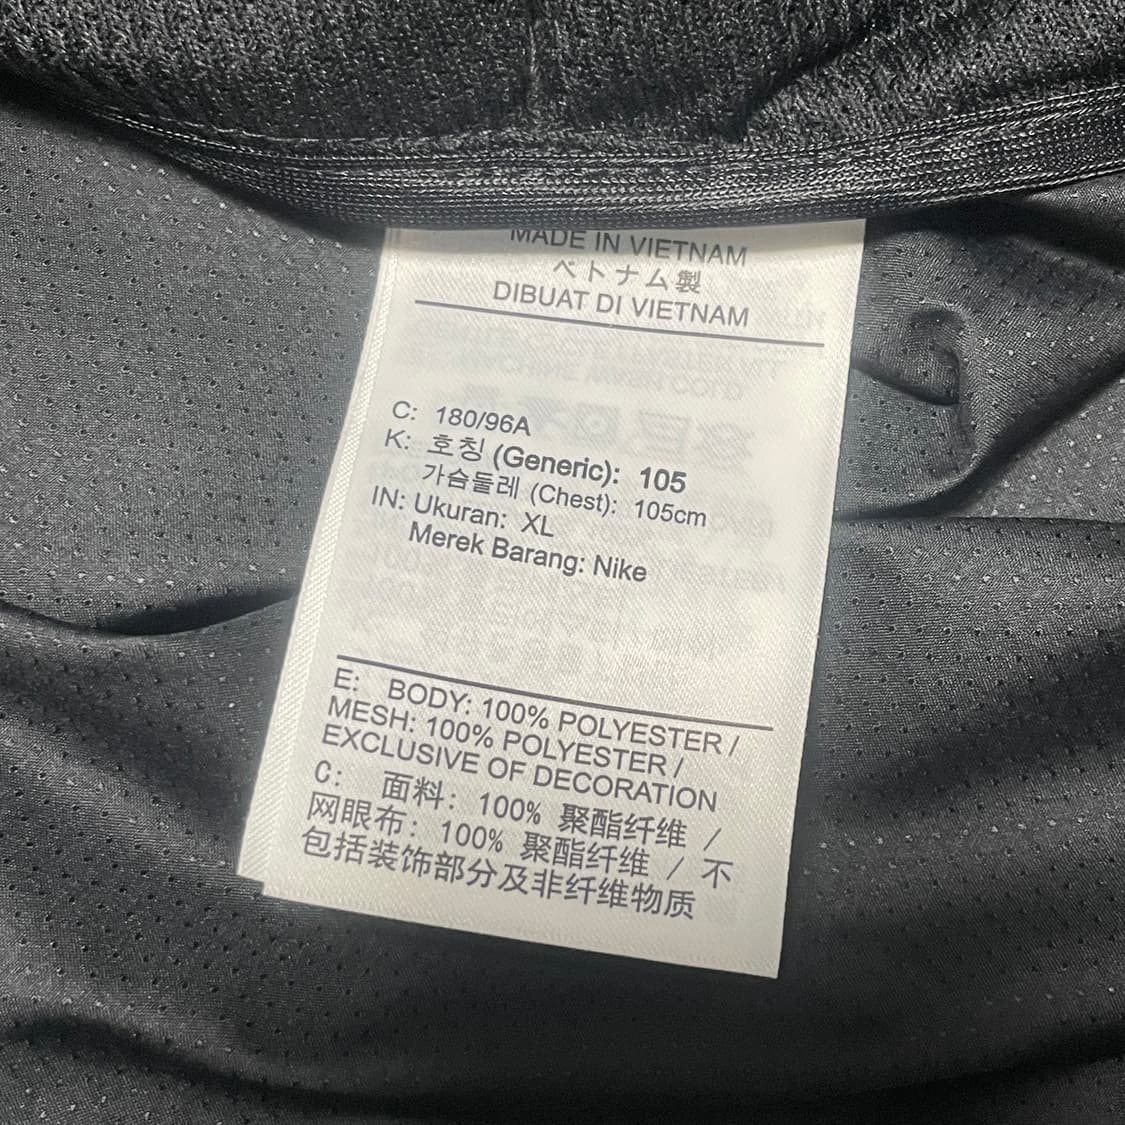 MADE IN VIETNAM
ベトナム製
DIBUAT DI VIETNAM
C: 180/96A
K: 호칭 (Generic): 105
가슴둘레 (Chest): 105cm
IN: Ukuran: XL
Merek Barang: Nike
E: BODY: 100% POLYESTER /
MESH: 100% POLYESTER /
EXCLUSIVE OF DECORATION
C: 面料: 100% 聚酯纤维 /
网眼布: 100% 聚酯纤维 / 不
包括装饰部分及非纤维物质